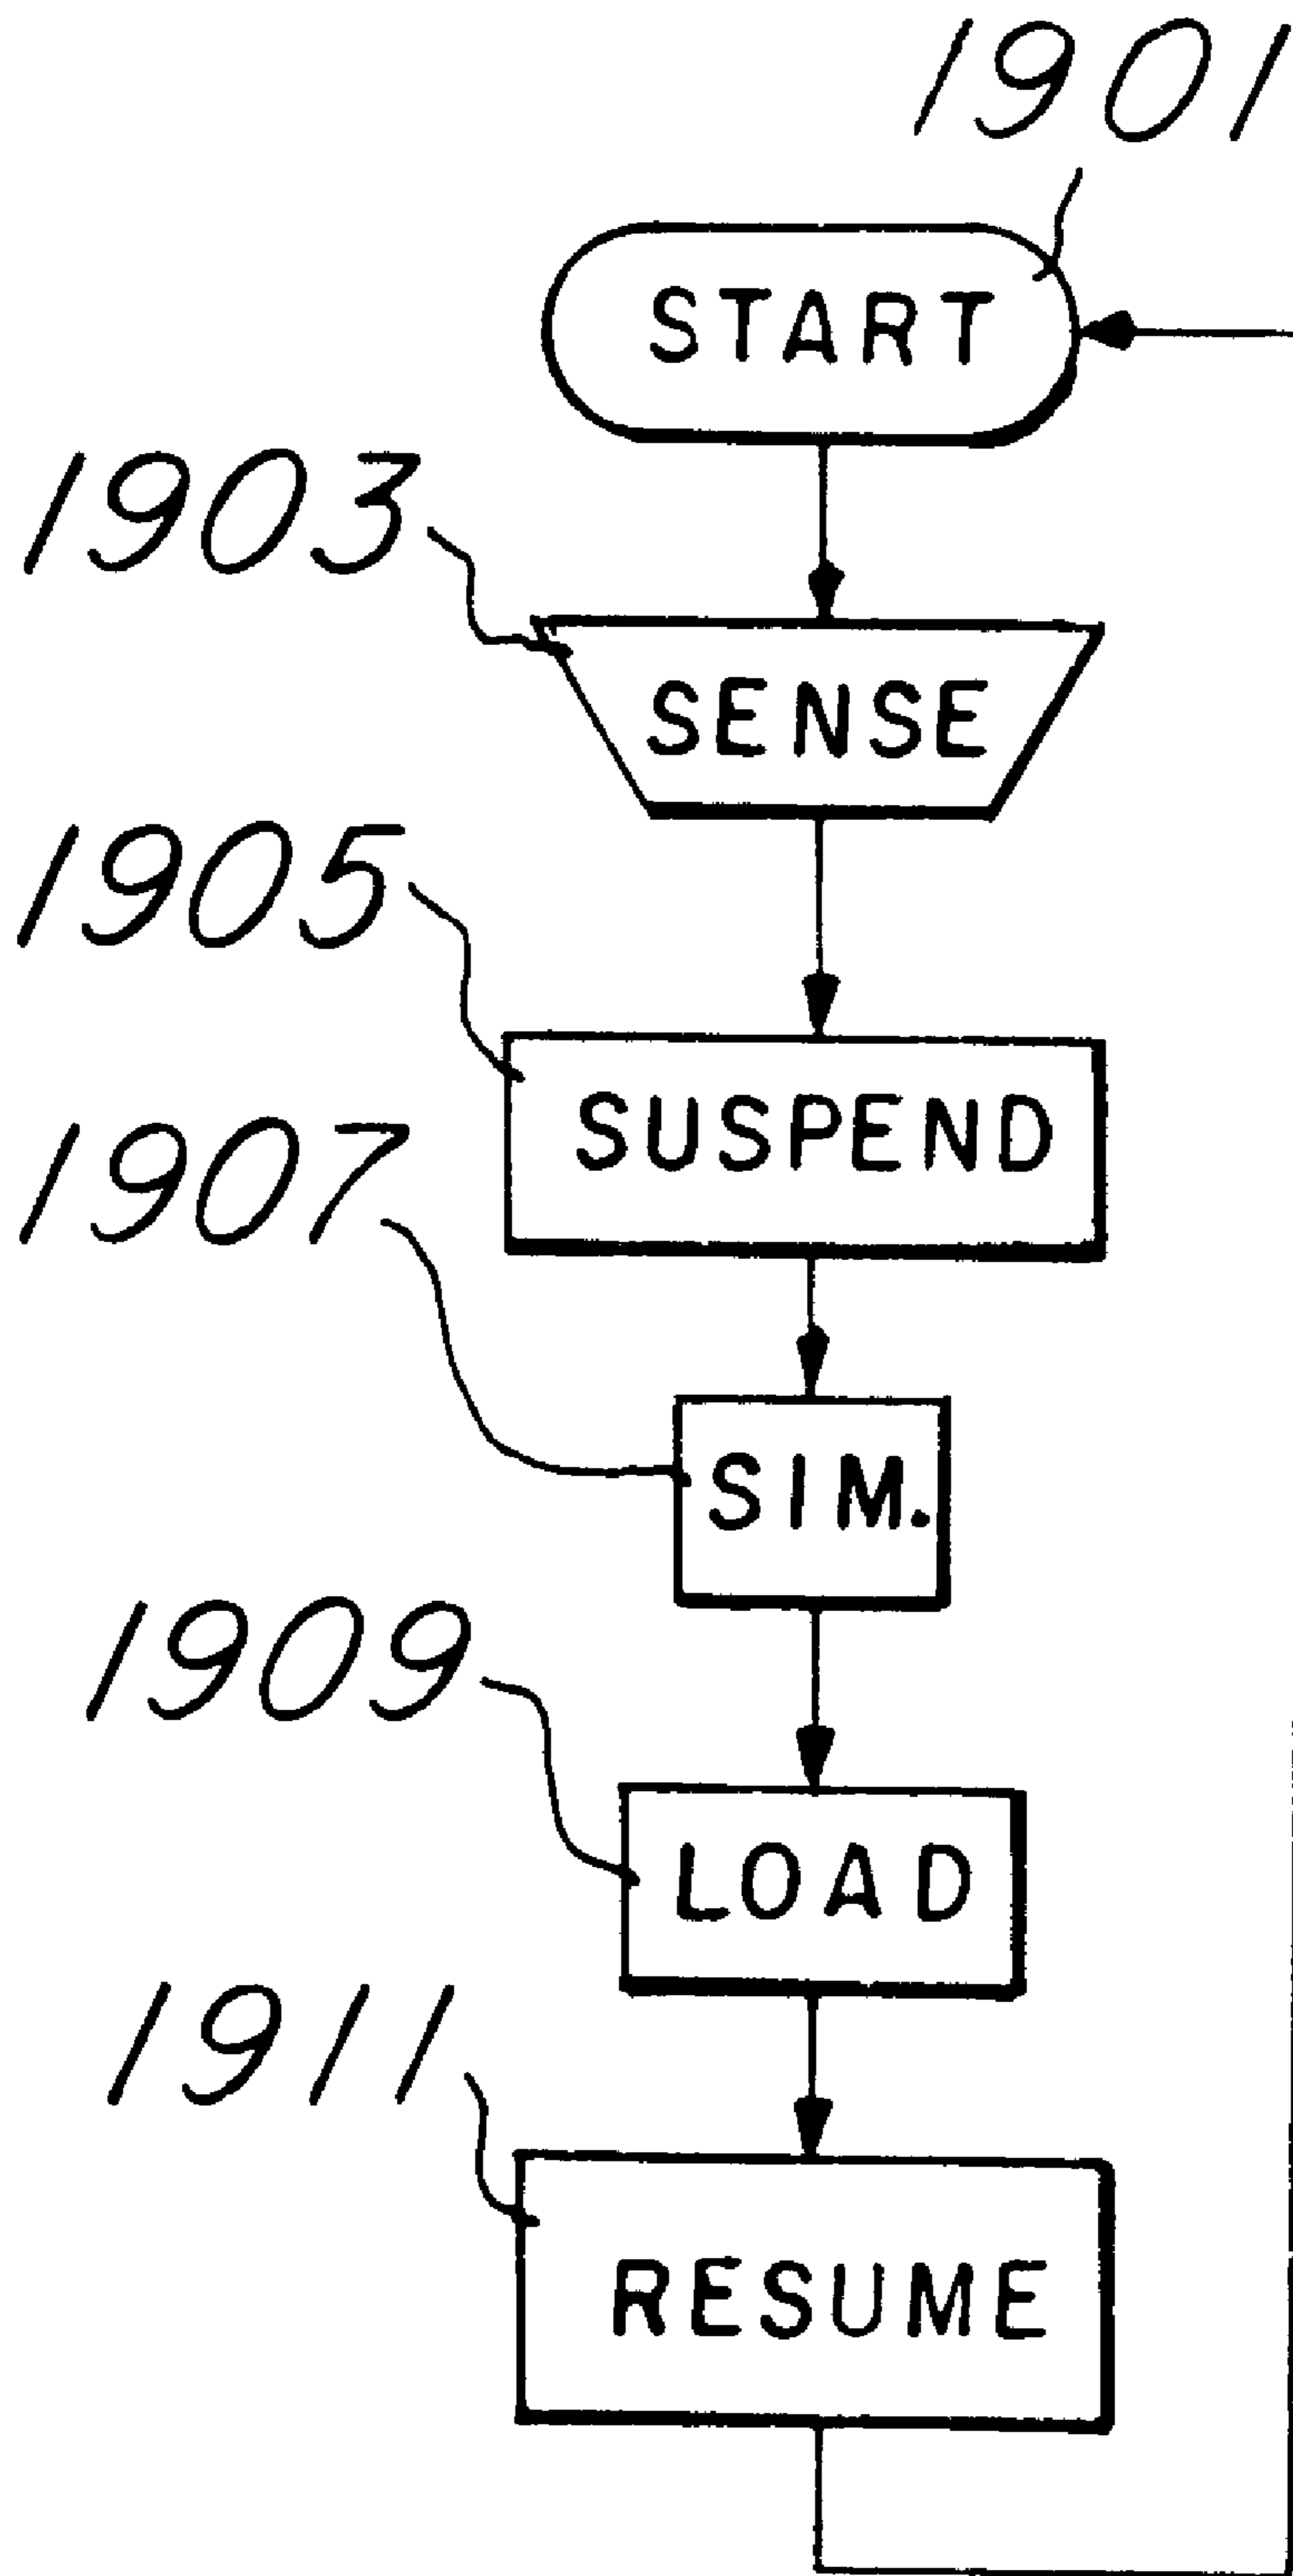 1901
START
1903
SENSE
1905
SUSPEND
1907
SIM.
1909
LOAD
1911
RESUME